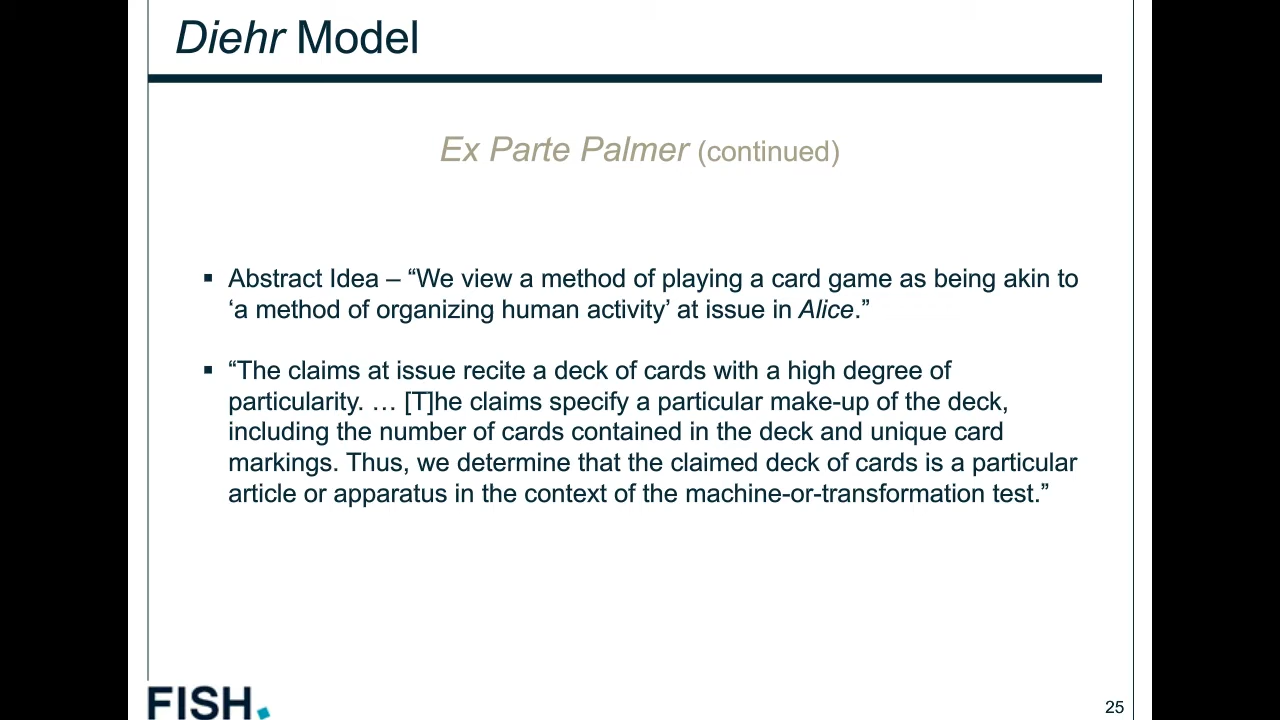 Diehr Model
Ex Parte Palmer (continued)
▪ Abstract Idea – “We view a method of playing a card game as being akin to
‘a method of organizing human activity’ at issue in Alice.”
▪ “The claims at issue recite a deck of cards with a high degree of
particularity. … [T]he claims specify a particular make-up of the deck,
including the number of cards contained in the deck and unique card
markings. Thus, we determine that the claimed deck of cards is a particular
article or apparatus in the context of the machine-or-transformation test.”
FISH.
25